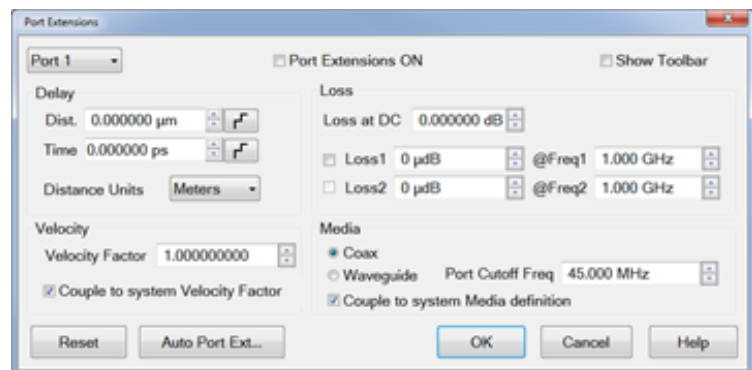 Port Extensions
Port 1
Port Extensions ON
Show Toolbar
Delay
Dist. 0.000000 µm
Time 0.000000 ps
Distance Units Meters
Loss
Loss at DC 0.000000 dB
Loss1 0 µdB @Freq1 1.000 GHz
Loss2 0 µdB @Freq2 1.000 GHz
Velocity
Velocity Factor 1.000000000
Couple to system Velocity Factor
Media
Coax
Waveguide Port Cutoff Freq 45.000 MHz
Couple to system Media definition
Reset Auto Port Ext... OK Cancel Help